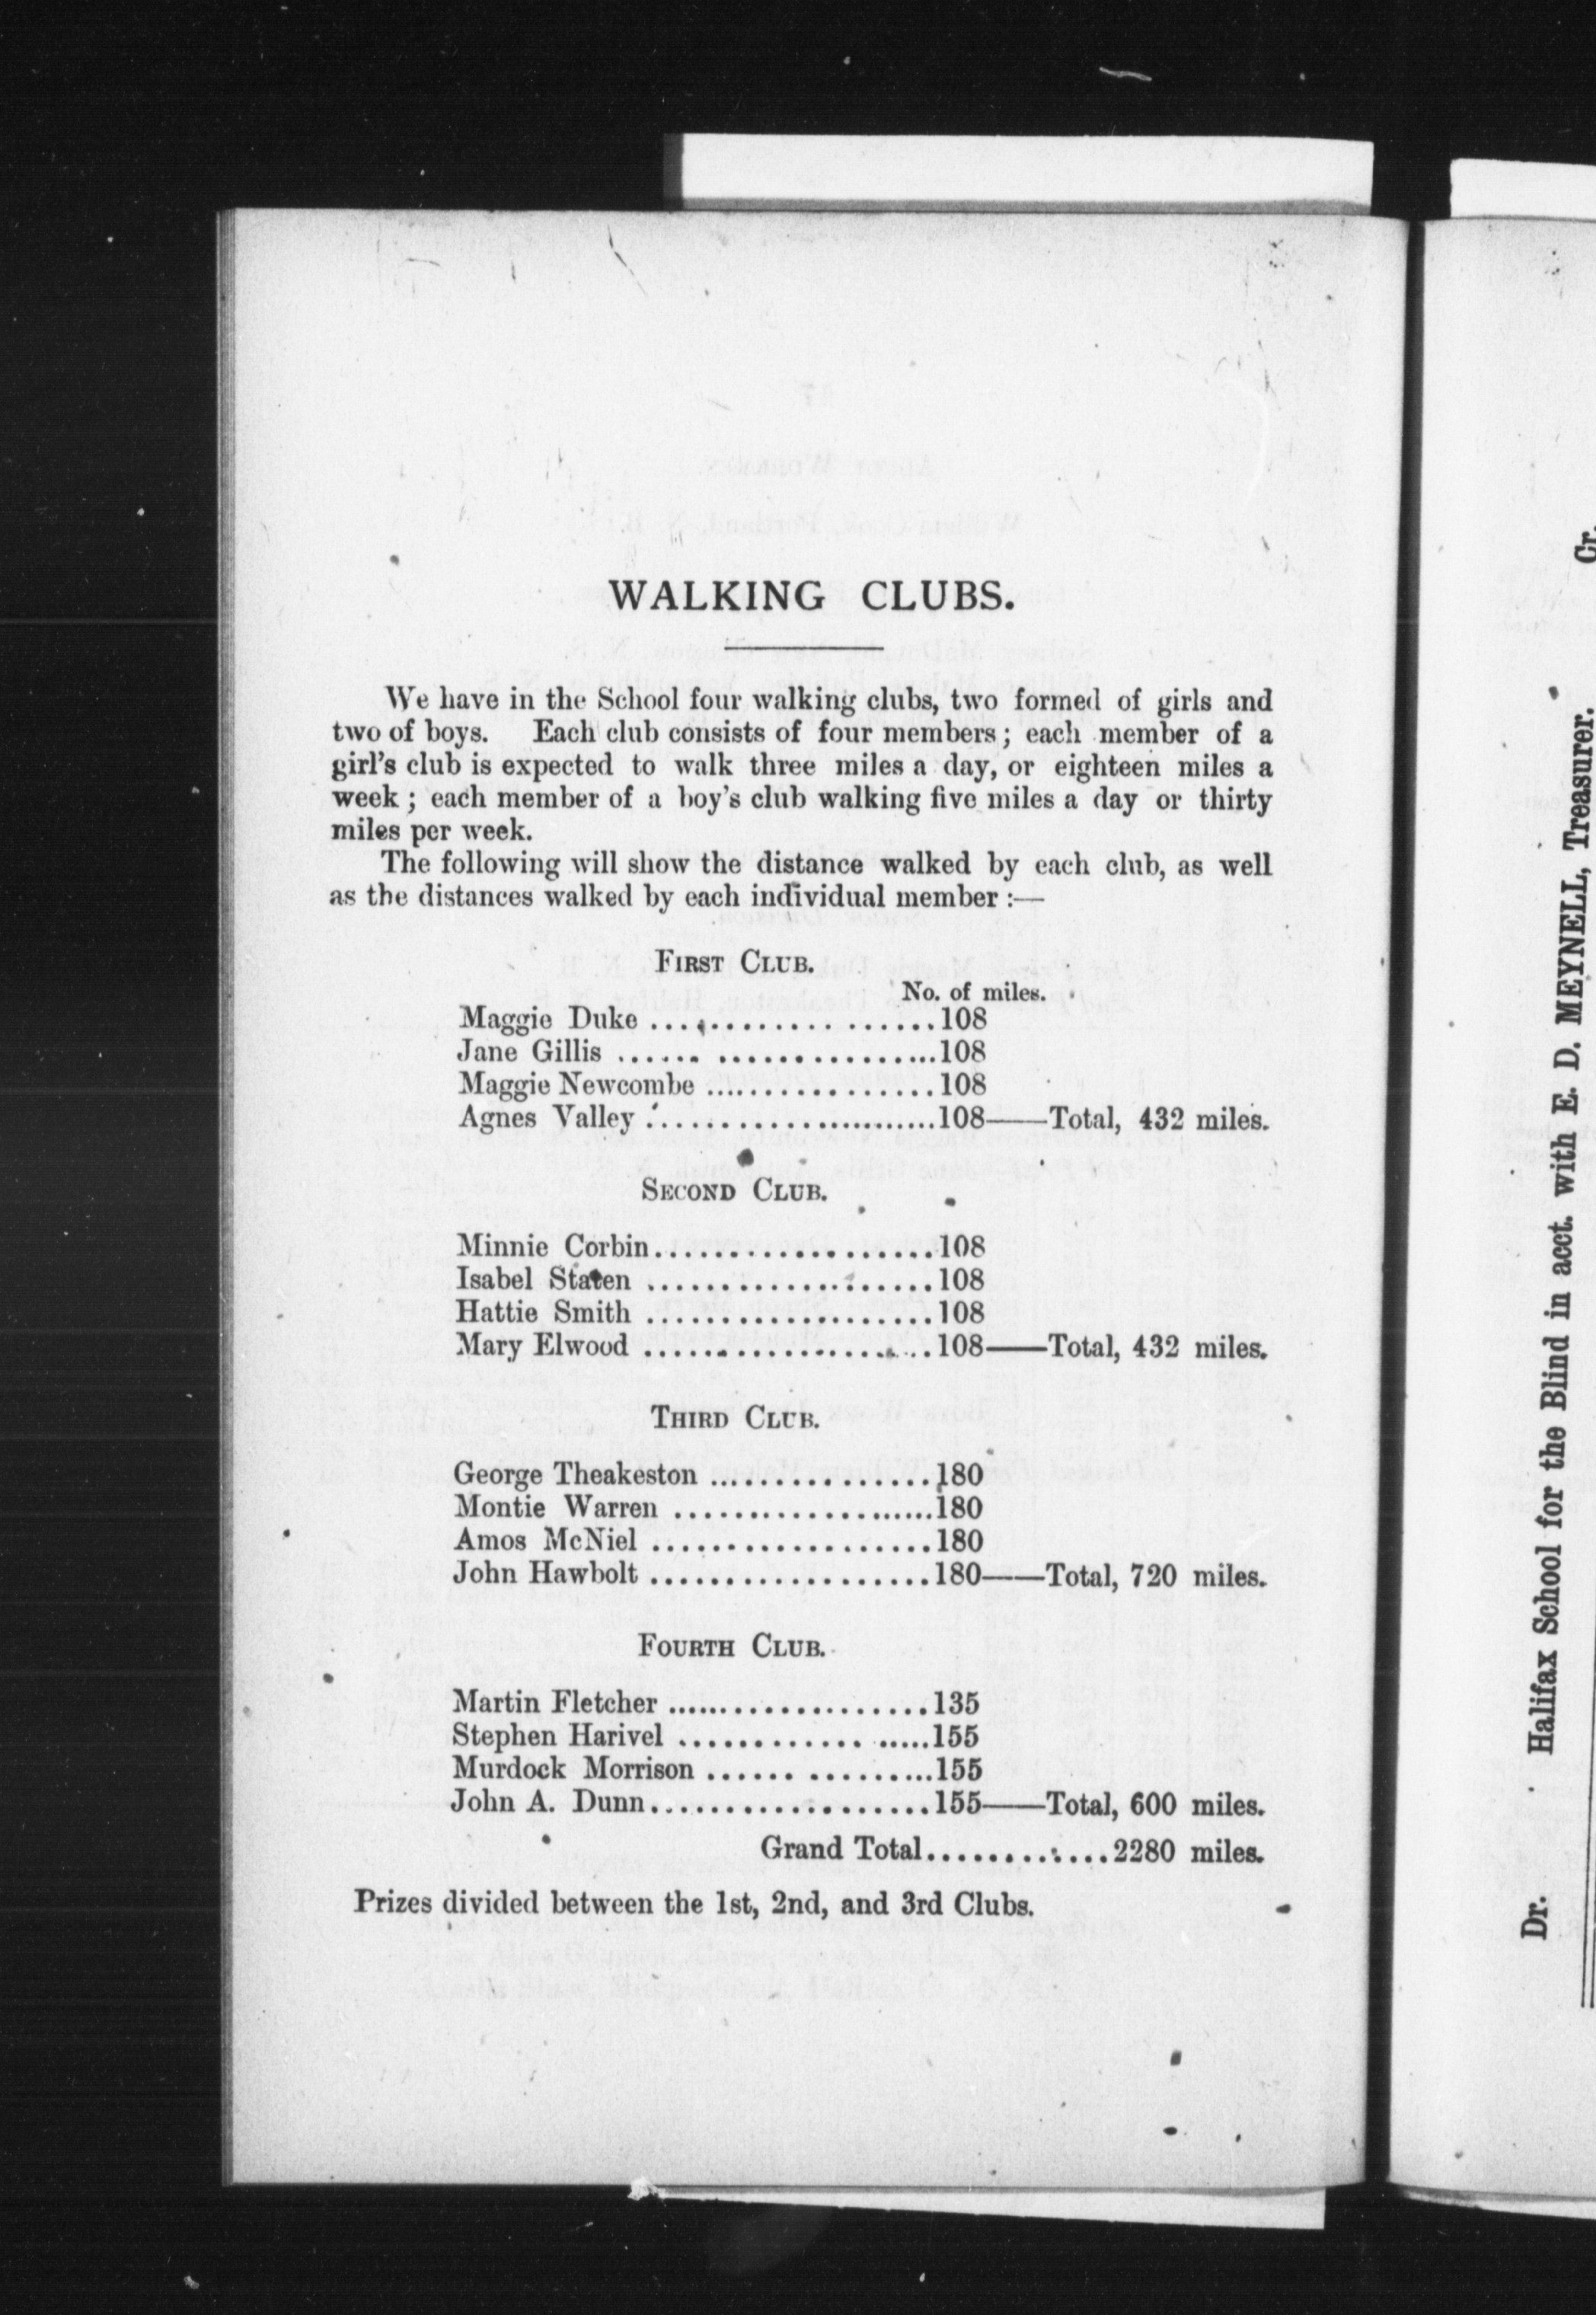 WALKING CLUBS.
We have in the School four walking clubs, two formed of girls and
two of boys. Each club consists of four members; each member of a
girl's club is expected to walk three miles a day, or eighteen miles a
week; each member of a boy's club walking five miles a day or thirty
miles per week.
The following will show the distance walked by each club, as well
as the distances walked by each individual member :—
FIRST CLUB.
No. of miles.
Maggie Duke ...................108
Jane Gillis .....................108
Maggie Newcombe ................108
Agnes Valley ....................108——Total, 432 miles.
SECOND CLUB.
Minnie Corbin...................108
Isabel Staten ...................108
Hattie Smith ...................108
Mary Elwood ...................108——Total, 432 miles.
THIRD CLUB.
George Theakeston ...............180
Montie Warren ..................180
Amos McNiel ...................180
John Hawbolt ...................180——Total, 720 miles.
FOURTH CLUB.
Martin Fletcher ..................135
Stephen Harivel .................155
Murdock Morrison ...............155
John A. Dunn...................155——Total, 600 miles.
Grand Total............2280 miles.
Prizes divided between the 1st, 2nd, and 3rd Clubs.
Dr. Halifax School for the Blind in acct. with E. D. MEYNELL, Treasurer. Cr.